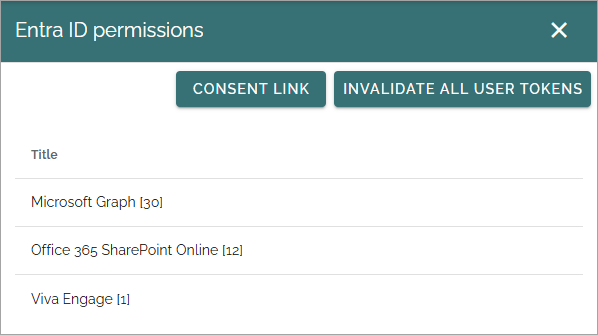 Entra ID permissions
CONSENT LINK
INVALIDATE ALL USER TOKENS
Title
Microsoft Graph [30]
Office 365 SharePoint Online [12]
Viva Engage [1]